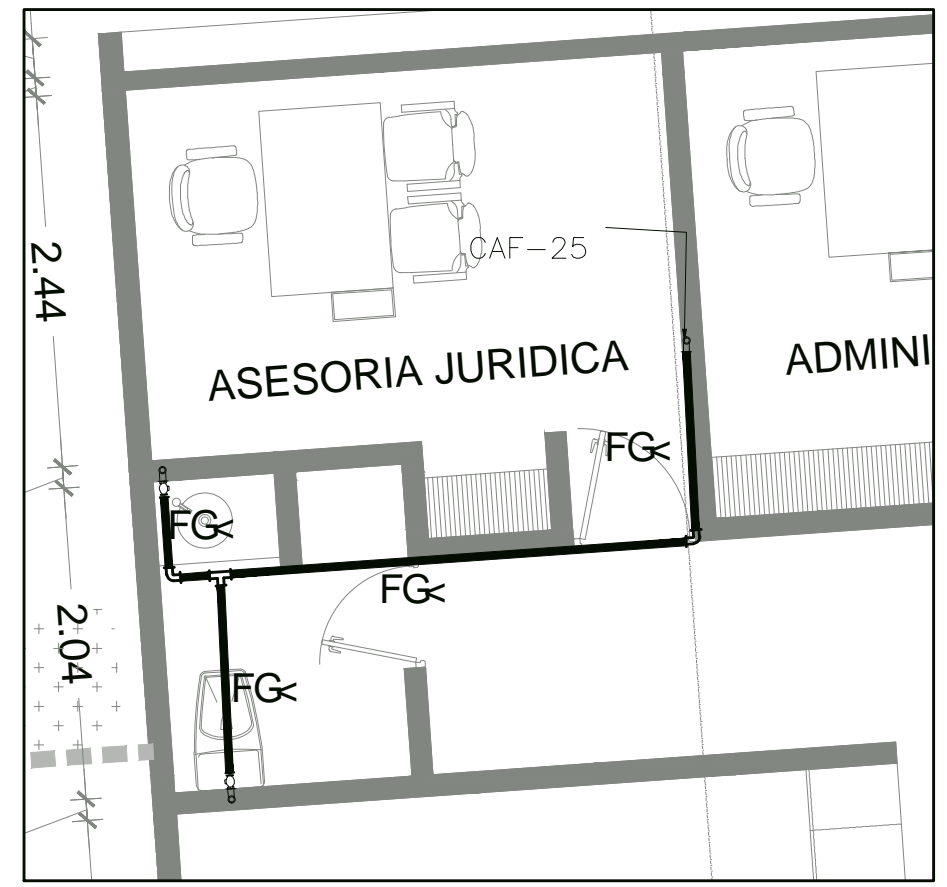 2.44
CAF-25
ASESORIA JURIDICA
ADMINI
FG<
FG<
FG<
2.04
FG<